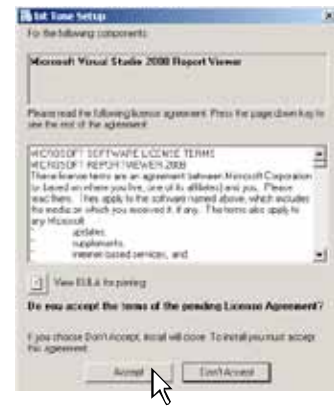 Setup
For the following components:
Microsoft Visual Studio 2008 Report Viewer
Please read the following license agreement. Press the page down key to
see the rest of the agreement.
MICROSOFT SOFTWARE LICENSE TERMS
MICROSOFT REPORT VIEWER 2008
These license terms are an agreement between Microsoft Corporation
(or based on where you live, one of its affiliates) and you. Please
read them. They apply to the software named above, which includes
the media on which you received it, if any. The terms also apply to
any Microsoft
updates,
supplements,
Internet-based services, and
View EULA for printing
Do you accept the terms of the pending License Agreement?
If you choose Don't Accept, install will close. To install you must accept
this agreement.
Accept
Don't Accept